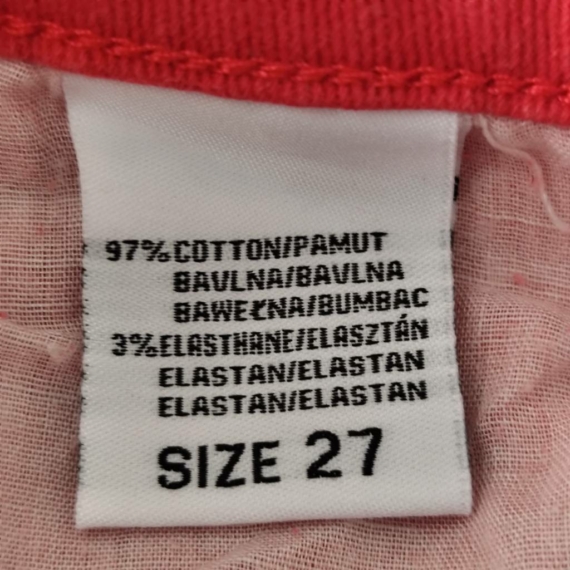 97% COTTON/PAMUT
BAVLNA/BAVLNA
BAWEŁNA/BUMBAC
3% ELASTHANE/ELASZTÁN
ELASTAN/ELASTAN
ELASTAN/ELASTAN
SIZE 27